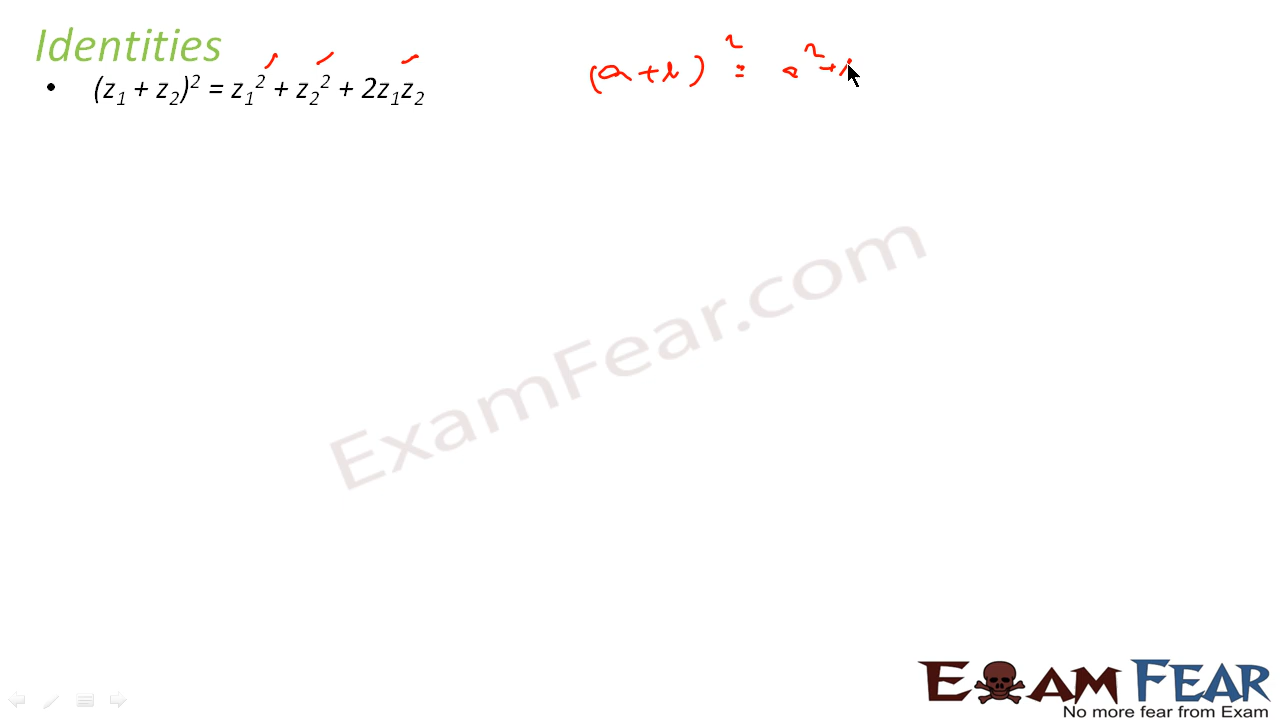 Identities
• (z₁ + z₂)² = z₁² + z₂² + 2z₁z₂
(a+b)² = a²+
ExamFear.com
EXAM FEAR
No more fear from Exam